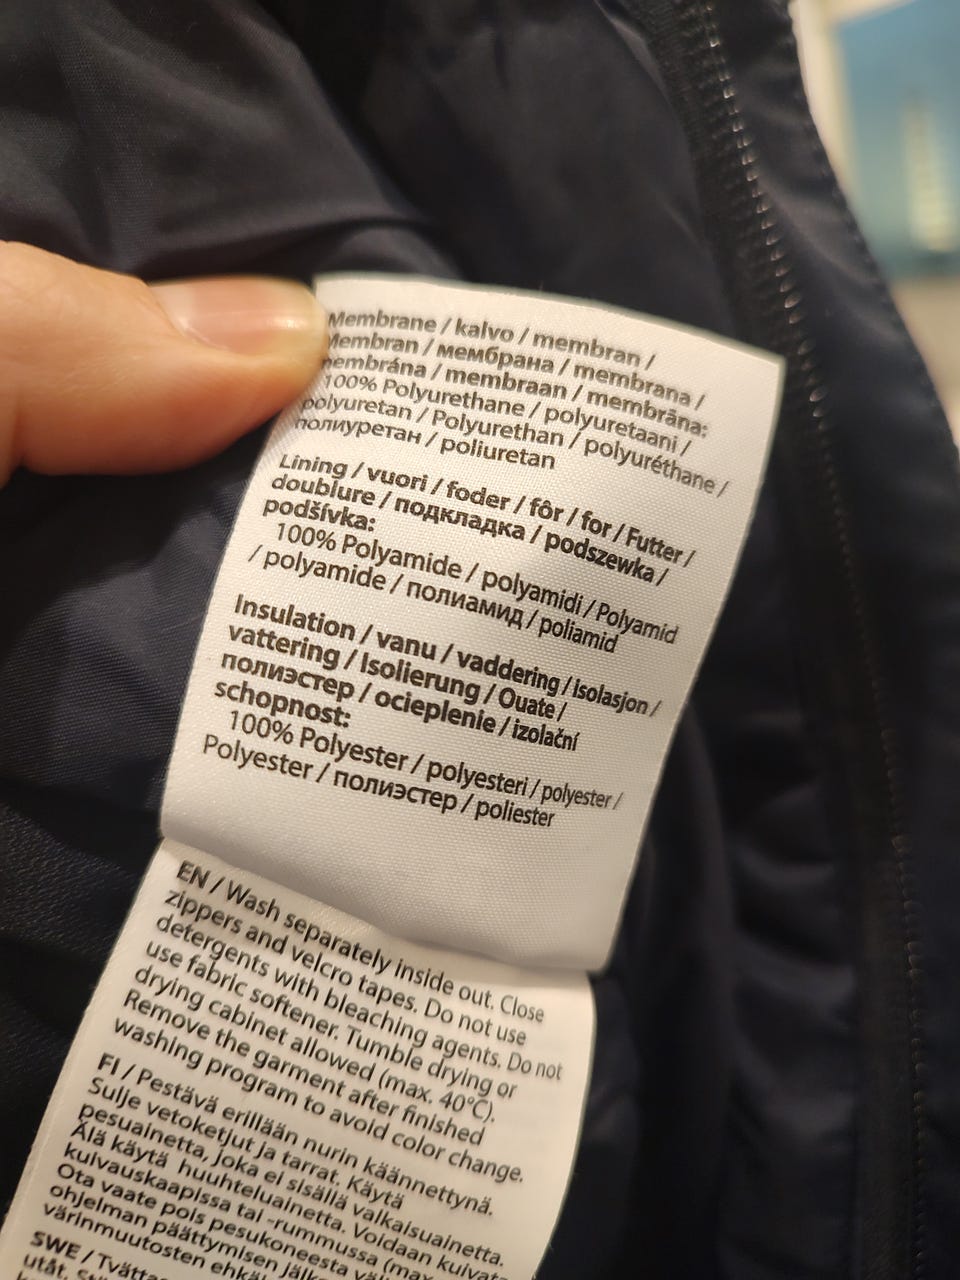 Membrane / kalvo / membran /
Membran / мембрана / membrana /
membrána / membraan / membrāna:
100% Polyurethane / polyuretaani /
polyuretan / Polyurethan / polyuréthane /
полиуретан / poliuretan
Lining / vuori / foder / fôr / for / Futter /
doublure / подкладка / podszewka /
podšívka:
100% Polyamide / polyamidi / Polyamid
/ polyamide / полиамид / poliamid
Insulation / vanu / vaddering / isolasjon /
vattering / Isolierung / Ouate /
полиэстер / ocieplenie / izolační
schopnost:
100% Polyester / polyesteri / polyester /
Polyester / полиэстер / poliester
EN / Wash separately inside out. Close
zippers and velcro tapes. Do not use
detergents with bleaching agents. Do not
use fabric softener. Tumble drying or
drying cabinet allowed (max. 40°C).
Remove the garment after finished
washing program to avoid color change.
FI / Pestävä erillään nurin käännettynä.
Sulje vetoketjut ja tarrat. Käytä
pesuainetta, joka ei sisällä valkaisuainetta.
Älä käytä huuhteluainetta. Voidaan kuivata
kuivauskaapissa tai -rummussa (max
Ota vaate pois pesukoneesta
ohjelman päättymisen
värinmuutosten
SWE / Tvätta
utåt.